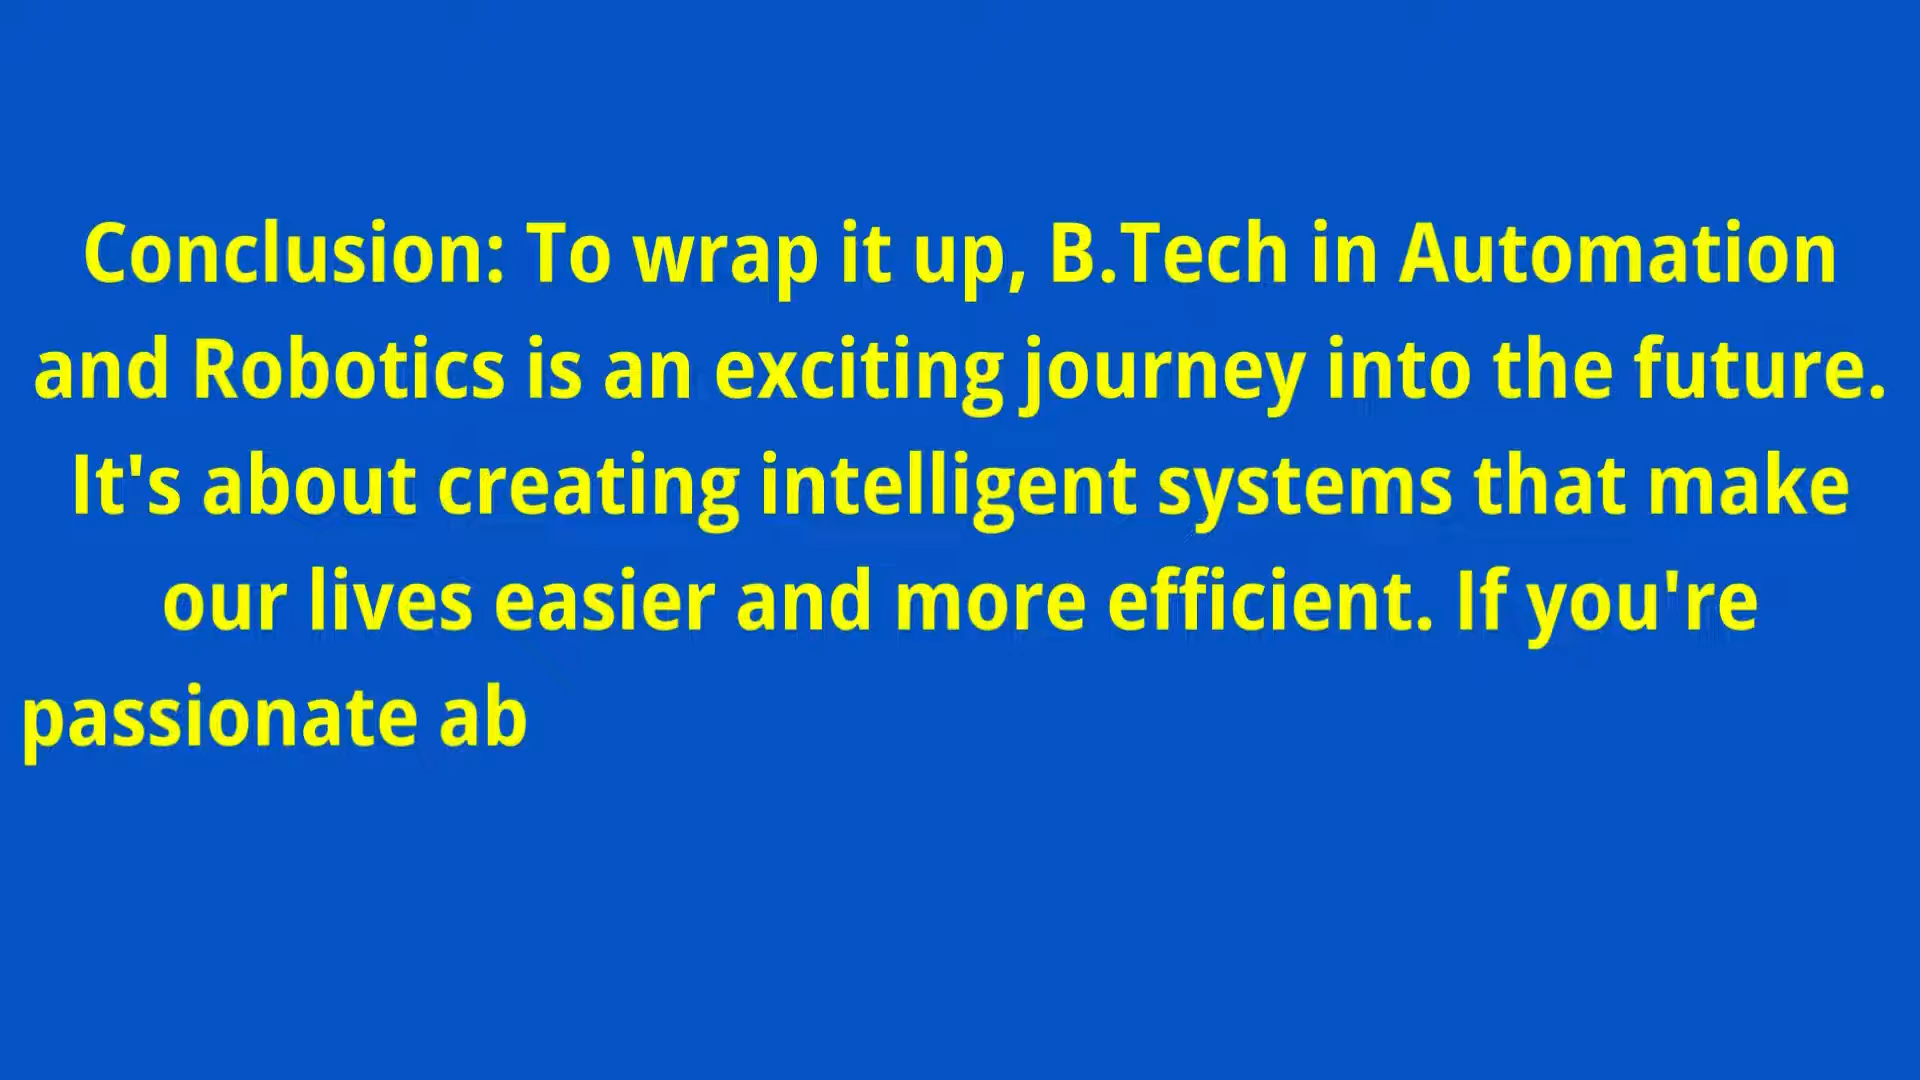 Conclusion: To wrap it up, B.Tech in Automation
and Robotics is an exciting journey into the future.
It's about creating intelligent systems that make
our lives easier and more efficient. If you're
passionate ab